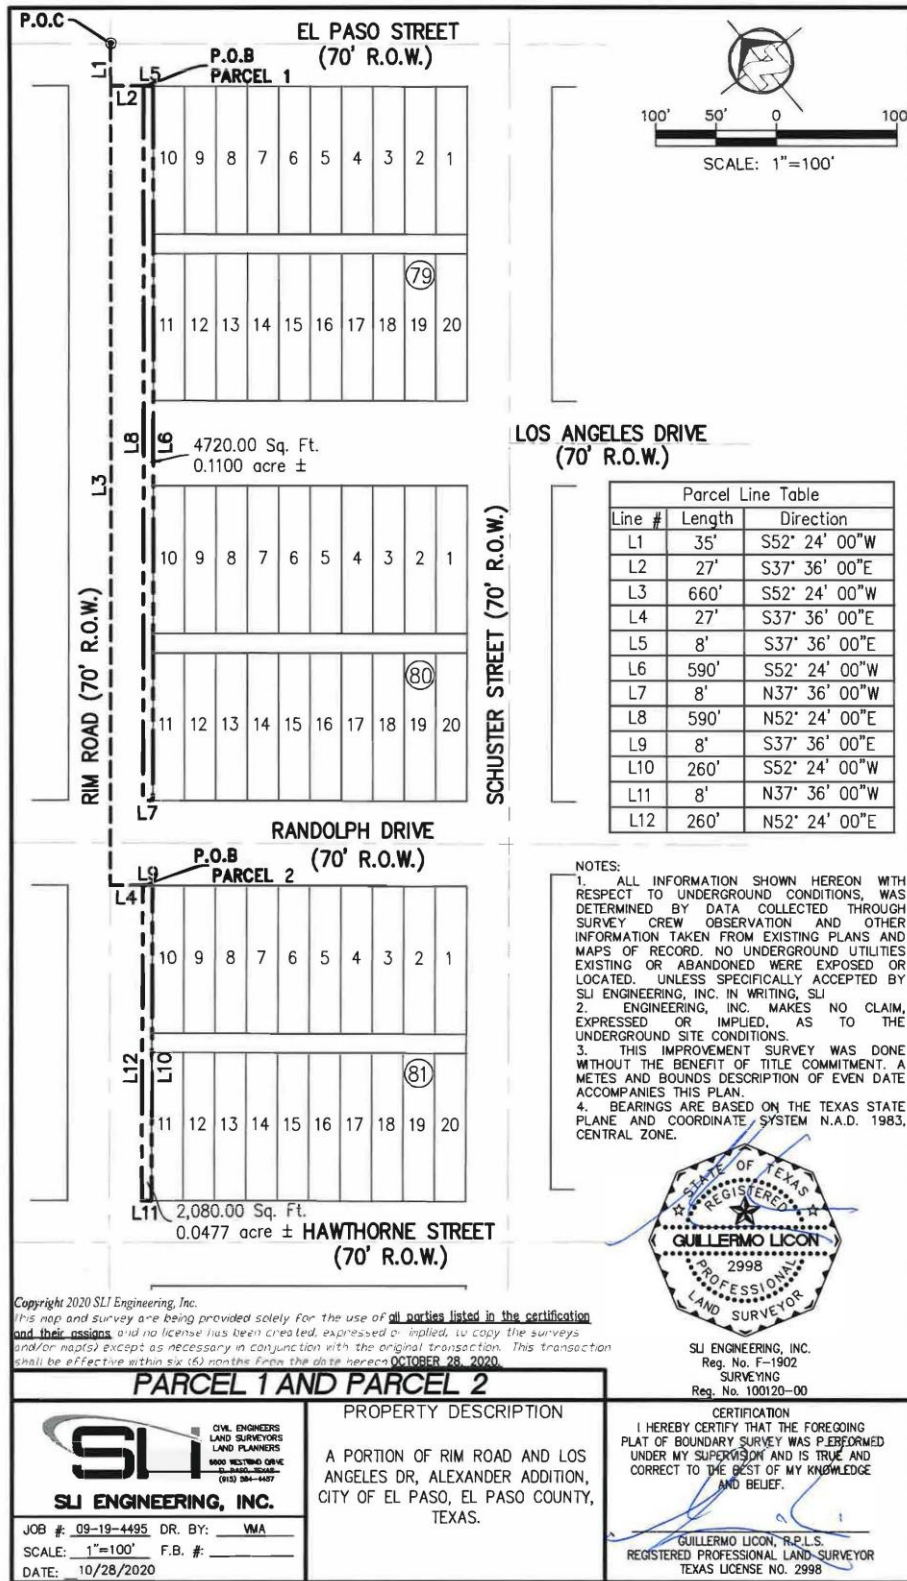 P.O.C
EL PASO STREET
(70' R.O.W.)
L1
L5
P.O.B
PARCEL 1
L2
100' 50' 0 100'
SCALE: 1"=100'
10 9 8 7 6 5 4 3 2 1
79
11 12 13 14 15 16 17 18 19 20
L8
L6
4720.00 Sq. Ft.
0.1100 acre ±
LOS ANGELES DRIVE
(70' R.O.W.)
L3
RIM ROAD (70' R.O.W.)
SCHUSTER STREET (70' R.O.W.)
10 9 8 7 6 5 4 3 2 1
80
11 12 13 14 15 16 17 18 19 20
L7
Parcel Line Table
Line # Length Direction
L1 35' S52° 24' 00"W
L2 27' S37° 36' 00"E
L3 660' S52° 24' 00"W
L4 27' S37° 36' 00"E
L5 8' S37° 36' 00"E
L6 590' S52° 24' 00"W
L7 8' N37° 36' 00"W
L8 590' N52° 24' 00"E
L9 8' S37° 36' 00"E
L10 260' S52° 24' 00"W
L11 8' N37° 36' 00"W
L12 260' N52° 24' 00"E
RANDOLPH DRIVE
(70' R.O.W.)
P.O.B
PARCEL 2
L9
L4
10 9 8 7 6 5 4 3 2 1
81
11 12 13 14 15 16 17 18 19 20
L12
L10
L11
2,080.00 Sq. Ft.
0.0477 acre ±
HAWTHORNE STREET
(70' R.O.W.)
NOTES:
1. ALL INFORMATION SHOWN HEREON WITH
RESPECT TO UNDERGROUND CONDITIONS, WAS
DETERMINED BY DATA COLLECTED THROUGH
SURVEY CREW OBSERVATION AND OTHER
INFORMATION TAKEN FROM EXISTING PLANS AND
MAPS OF RECORD. NO UNDERGROUND UTILITIES
EXISTING OR ABANDONED WERE EXPOSED OR
LOCATED. UNLESS SPECIFICALLY ACCEPTED BY
SLI ENGINEERING, INC. IN WRITING, SLI
2. ENGINEERING, INC. MAKES NO CLAIM,
EXPRESSED OR IMPLIED, AS TO THE
UNDERGROUND SITE CONDITIONS.
3. THIS IMPROVEMENT SURVEY WAS DONE
WITHOUT THE BENEFIT OF TITLE COMMITMENT. A
METES AND BOUNDS DESCRIPTION OF EVEN DATE
ACCOMPANIES THIS PLAN.
4. BEARINGS ARE BASED ON THE TEXAS STATE
PLANE AND COORDINATE SYSTEM N.A.D. 1983,
CENTRAL ZONE.
STATE OF TEXAS
REGISTERED
GUILLERMO LICON
2998
PROFESSIONAL
LAND SURVEYOR
SLI ENGINEERING, INC.
Reg. No. F-1902
SURVEYING
Reg. No. 100120-00
Copyright 2020 SLI Engineering, Inc.
This map and survey are being provided solely for the use of all parties listed in the certification
and their assigns and no license has been created, expressed or implied, to copy the surveys
and/or map(s) except as necessary in conjunction with the original transaction. This transaction
shall be effective within six (6) months from the date hereon OCTOBER 28, 2020.
PARCEL 1 AND PARCEL 2
SLI
CIVIL ENGINEERS
LAND SURVEYORS
LAND PLANNERS
6600 WESTWIND DRIVE
EL PASO, TEXAS
(915) 584-4457
SLI ENGINEERING, INC.
JOB #: 09-19-4495 DR. BY: VMA
SCALE: 1"=100' F.B. #:
DATE: 10/28/2020
PROPERTY DESCRIPTION
A PORTION OF RIM ROAD AND LOS
ANGELES DR, ALEXANDER ADDITION,
CITY OF EL PASO, EL PASO COUNTY,
TEXAS.
CERTIFICATION
I HEREBY CERTIFY THAT THE FOREGOING
PLAT OF BOUNDARY SURVEY WAS PERFORMED
UNDER MY SUPERVISION AND IS TRUE AND
CORRECT TO THE BEST OF MY KNOWLEDGE
AND BELIEF.
GUILLERMO LICON, R.P.L.S.
REGISTERED PROFESSIONAL LAND SURVEYOR
TEXAS LICENSE NO. 2998